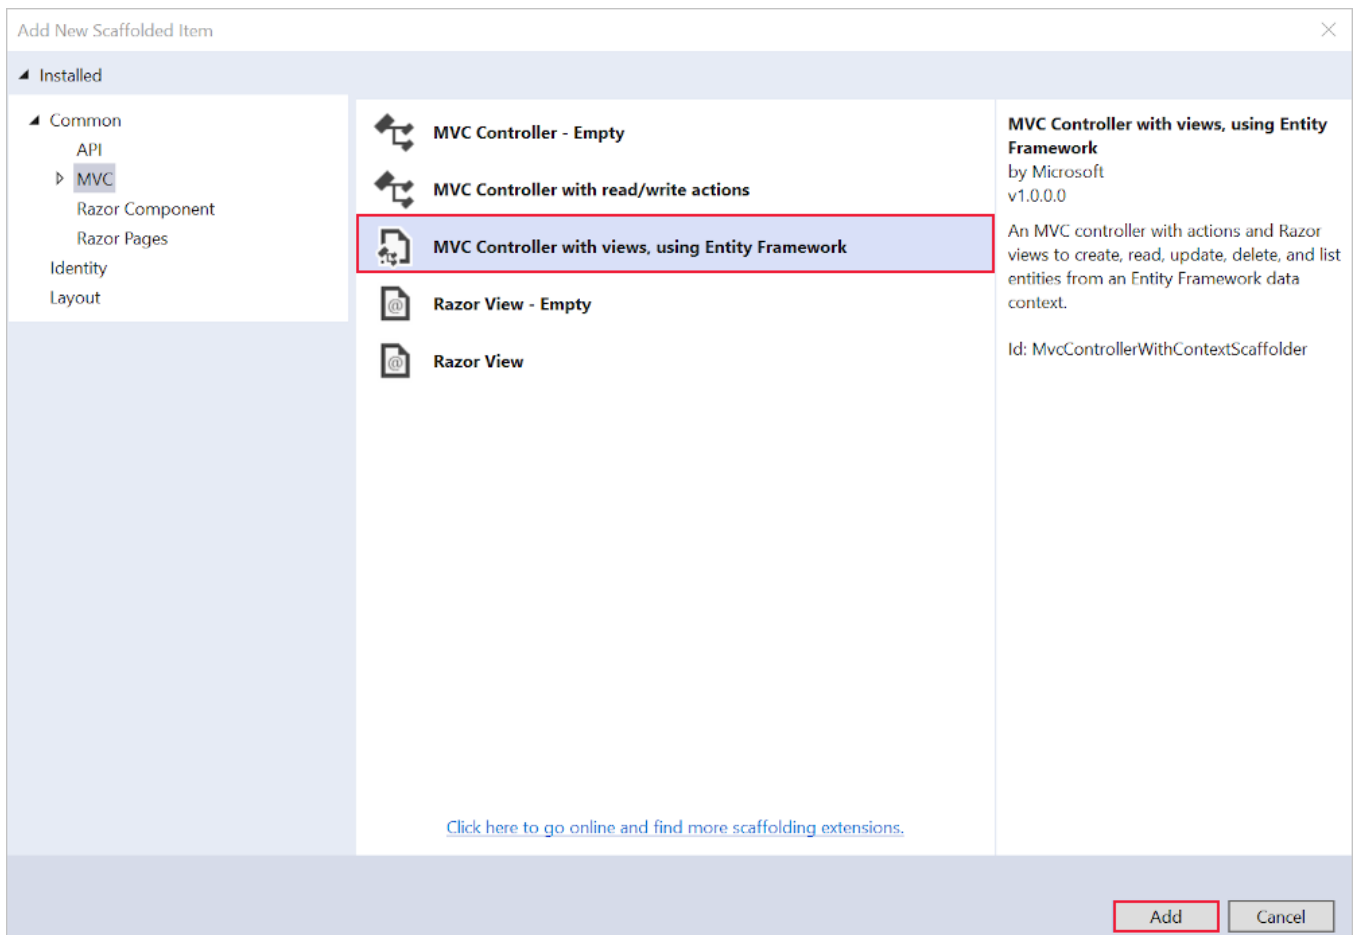 Add New Scaffolded Item
Installed
Common
API
MVC
Razor Component
Razor Pages
Identity
Layout
MVC Controller - Empty
MVC Controller with read/write actions
MVC Controller with views, using Entity Framework
Razor View - Empty
Razor View
Click here to go online and find more scaffolding extensions.
MVC Controller with views, using Entity
Framework
by Microsoft
v1.0.0.0
An MVC controller with actions and Razor
views to create, read, update, delete, and list
entities from an Entity Framework data
context.
Id: MvcControllerWithContextScaffolder
Add
Cancel